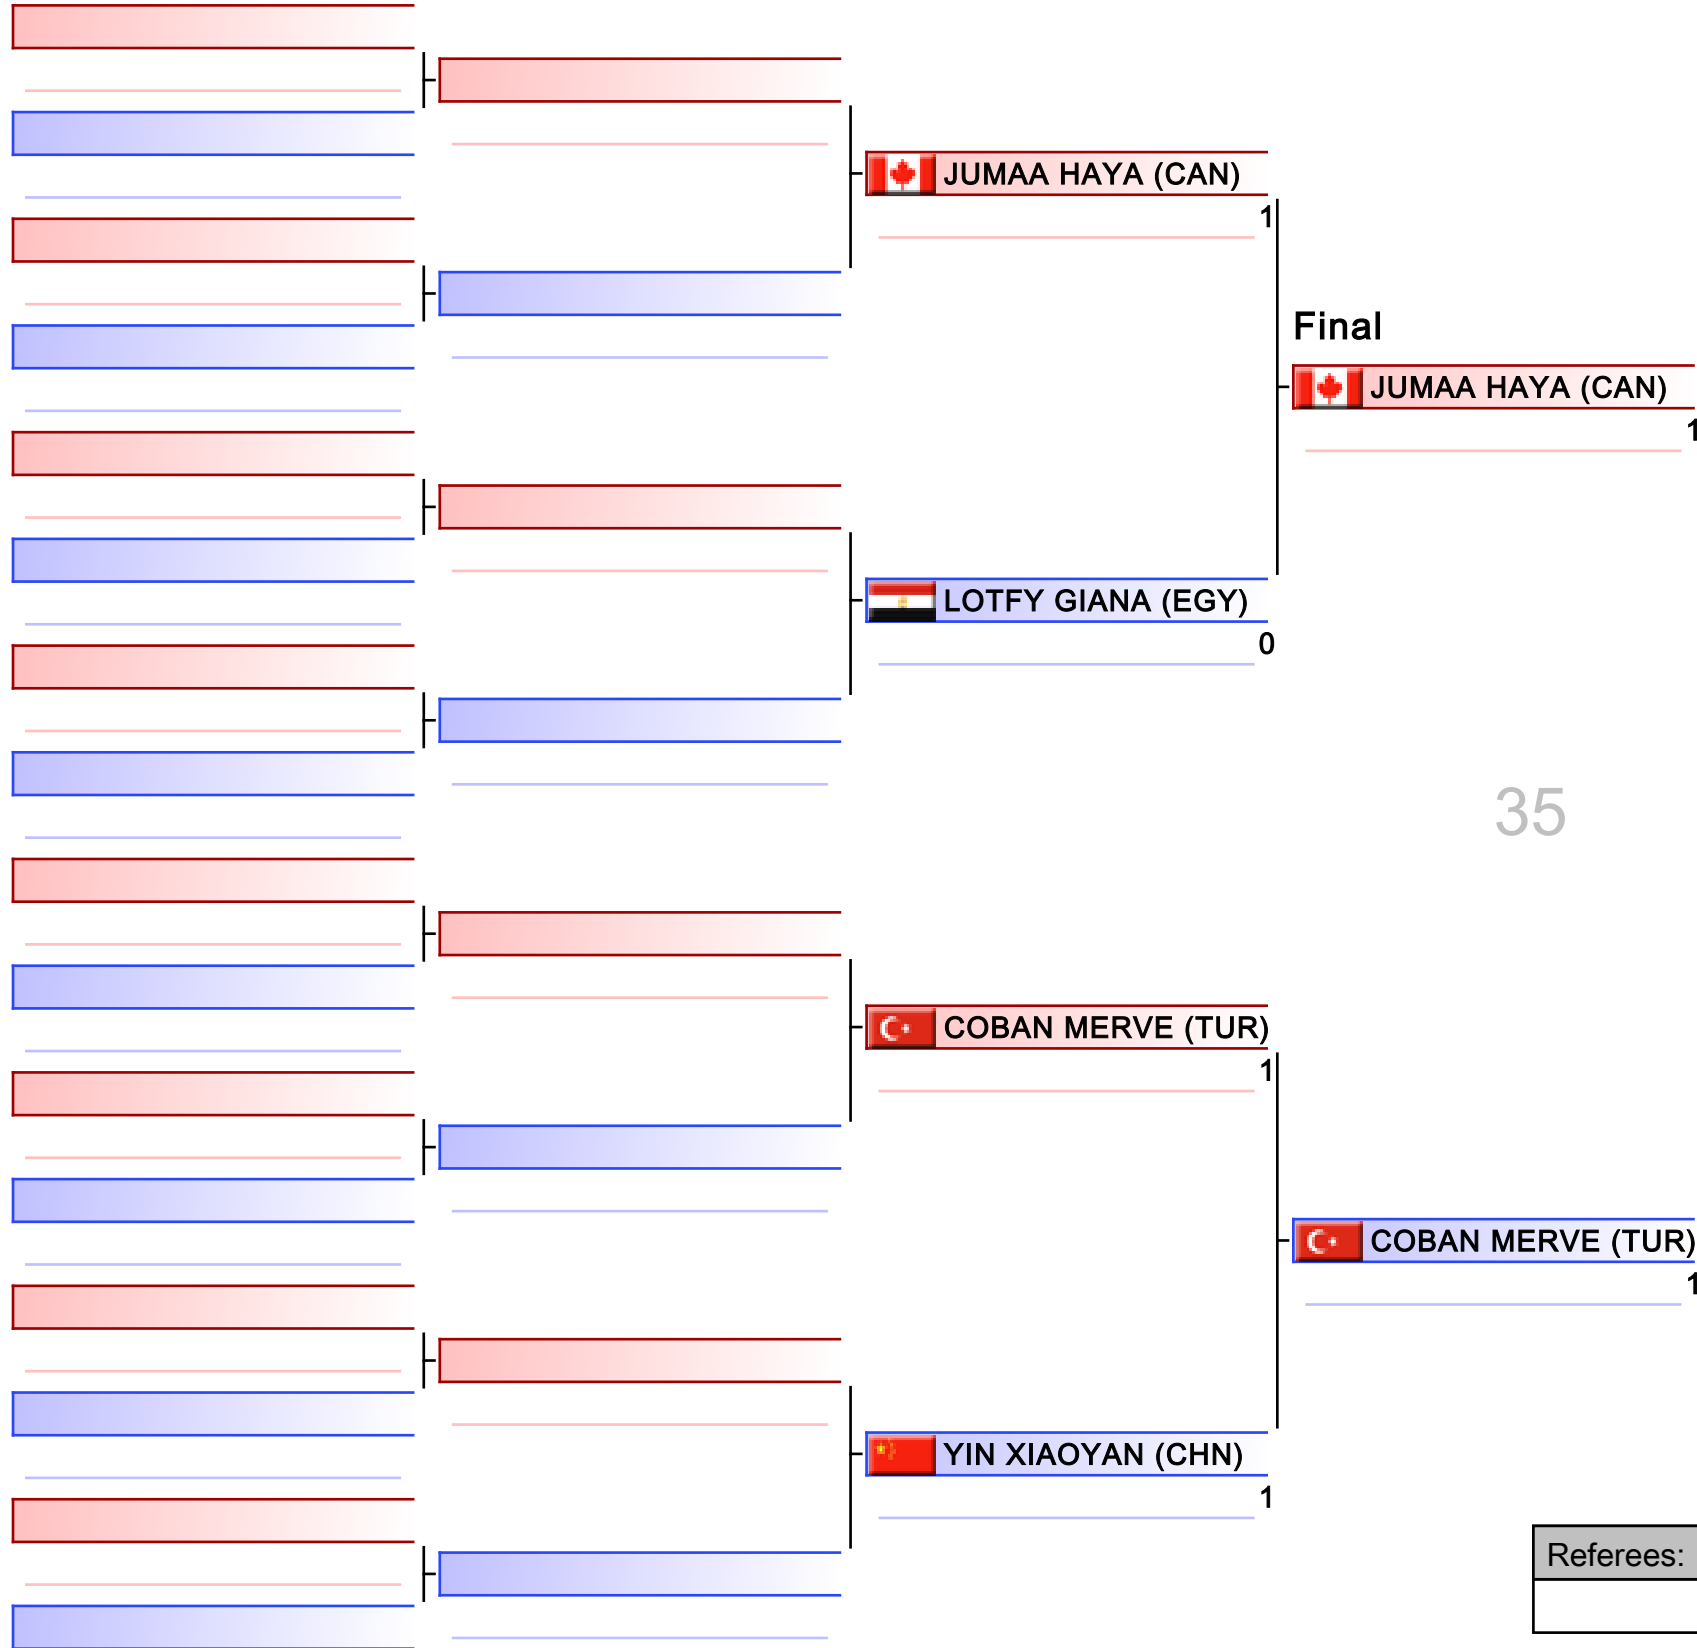 JUMAA HAYA (CAN)
1
Final
JUMAA HAYA (CAN)
1
LOTFY GIANA (EGY)
0
35
COBAN MERVE (TUR)
1
COBAN MERVE (TUR)
1
YIN XIAOYAN (CHN)
1
Referees: